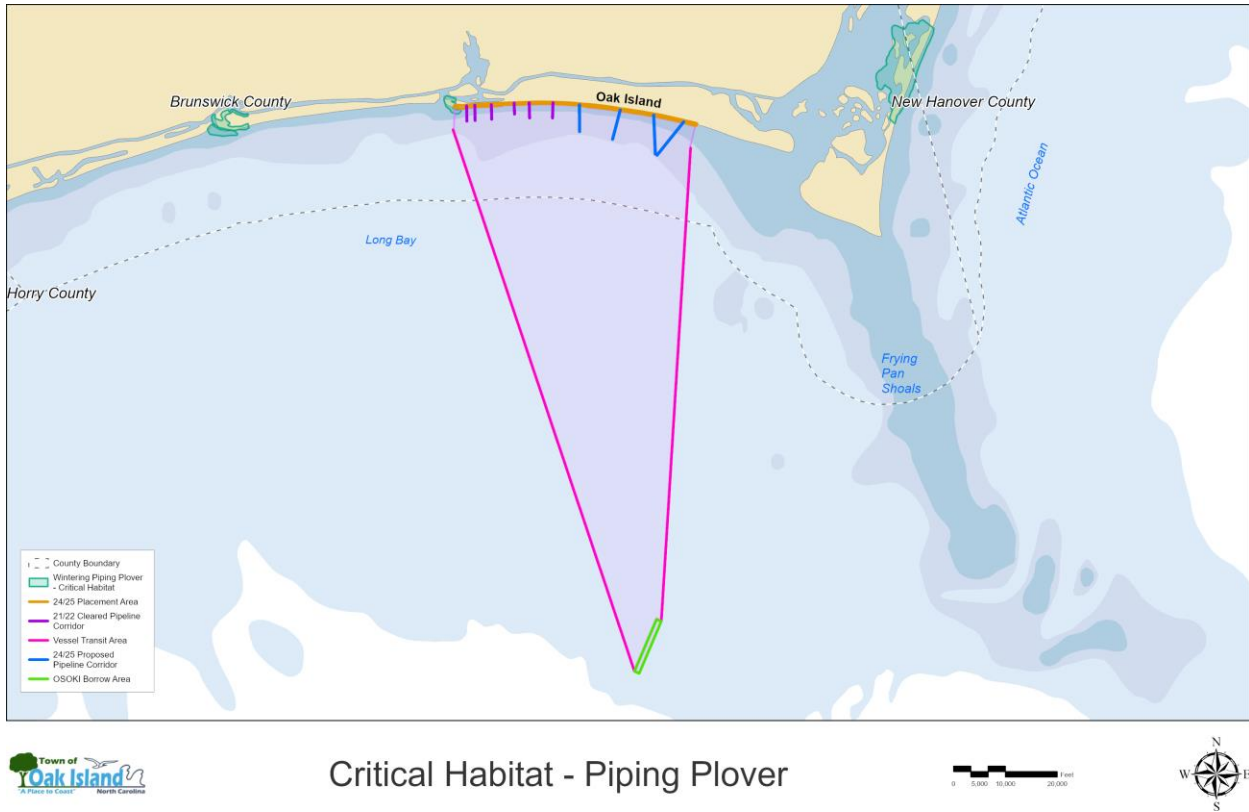 Brunswick County
Oak Island
New Hanover County
Atlantic Ocean
Long Bay
Horry County
Frying
Pan
Shoals
County Boundary
Wintering Piping Plover
- Critical Habitat
24/25 Placement Area
21/22 Cleared Pipeline
Corridor
Vessel Transit Area
24/25 Proposed
Pipeline Corridor
OSOKI Borrow Area
Town of
Oak Island
"A Place to Coast" North Carolina
Critical Habitat - Piping Plover
Feet
0 5,000 10,000 20,000
N
W E
S